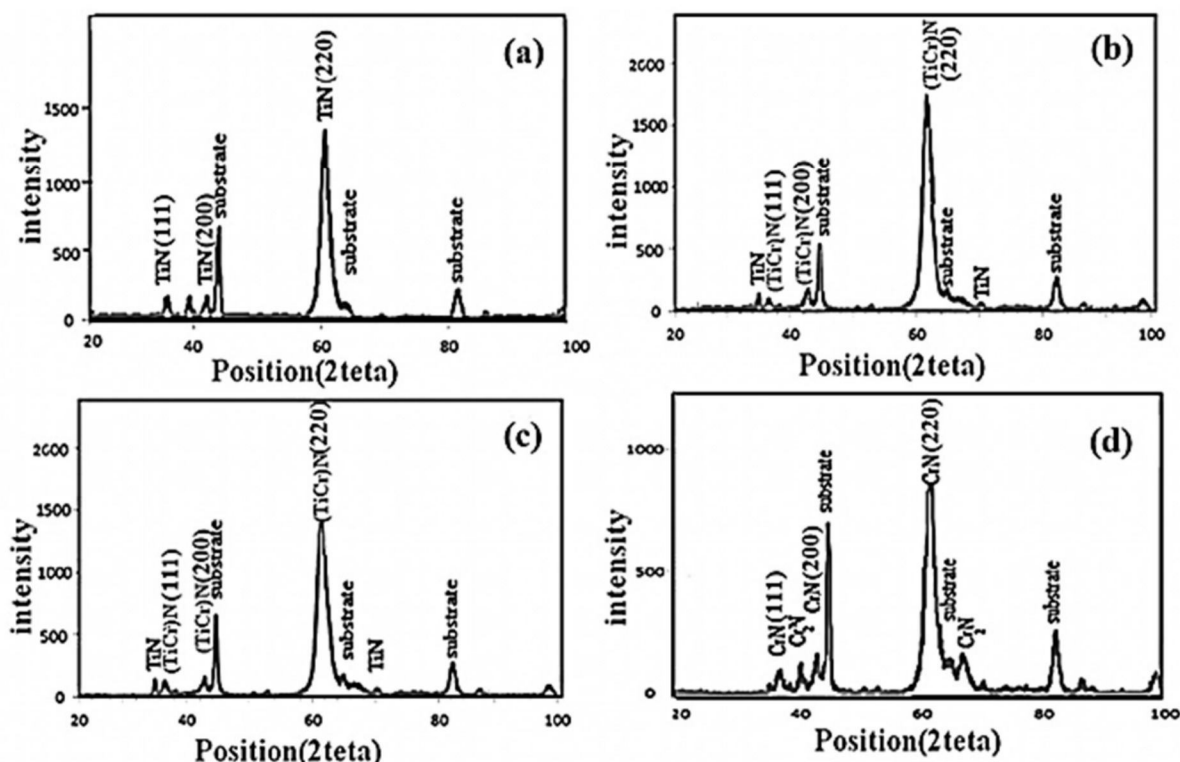 (a)
intensity
1500
1000
500
0
TiN(111)
TiN(200)
substrate
TiN(220)
substrate
substrate
20
40
60
80
100
Position(2teta)
(b)
intensity
2000
1500
1000
500
0
TiN
(TiCr)N(111)
(TiCr)N(200)
substrate
(TiCr)N
(220)
substrate
TiN
substrate
20
40
60
80
100
Position(2teta)
(c)
intensity
2000
1500
1000
500
0
TiN
(TiCr)N(111)
(TiCr)N(200)
substrate
(TiCr)N(220)
substrate
TiN
substrate
20
40
60
80
100
Position(2teta)
(d)
intensity
1000
500
0
CrN(111)
Cr2N
CrN(200)
substrate
CrN(220)
substrate
Cr2N
substrate
20
40
60
80
100
Position(2teta)